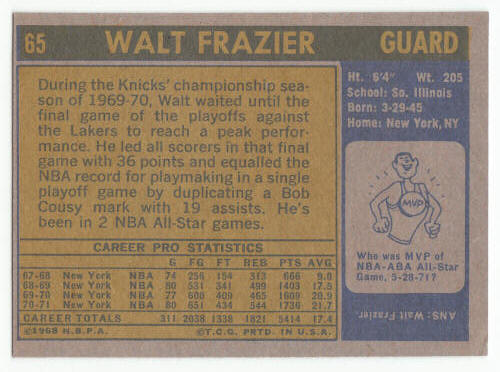 65 WALT FRAZIER GUARD
During the Knicks' championship sea-
son of 1969-70, Walt waited until the
final game of the playoffs against
the Lakers to reach a peak perfor-
mance. He led all scorers in that final
game with 36 points and equalled the
NBA record for playmaking in a single
playoff game by duplicating a Bob
Cousy mark with 19 assists. He's
been in 2 NBA All-Star games.
CAREER PRO STATISTICS
G FG FT REB PTS AVG
67-68 New York NBA 74 256 154 313 666 9.0
68-69 New York NBA 80 531 341 499 1403 17.5
69-70 New York NBA 77 600 409 465 1609 20.9
70-71 New York NBA 80 651 434 544 1736 21.7
CAREER TOTALS 311 2038 1338 1821 5414 17.4
©1968 N.B.P.A. ©T.C.G. PRTD. IN U.S.A.
Ht. 6'4" Wt. 205
School: So. Illinois
Born: 3-29-45
Home: New York, NY
MVP
Who was MVP of
NBA-ABA All-Star
Game, 5-28-71?
ANS: Walt Frazier